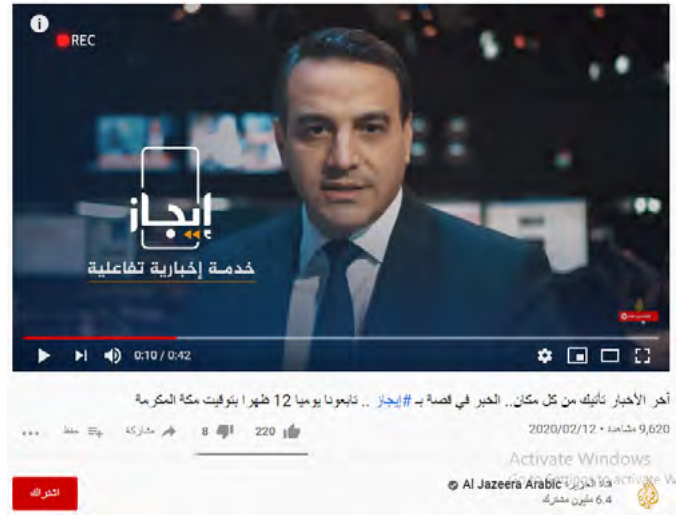 REC
إيجاز
خدمة إخبارية تفاعلية
0:10 / 0:42
آخر الأخبار تأتيك من كل مكان.. الخبر في قصة بـ #إيجاز .. تابعونا يوميا 12 ظهرا بتوقيت مكة المكرمة
9,620 مشاهدة • 2020/02/12
220 8 مشاركة حفظ ...
Activate Windows
قناة الجزيرة Al Jazeera Arabic
6.4 مليون مشترك
اشتراك